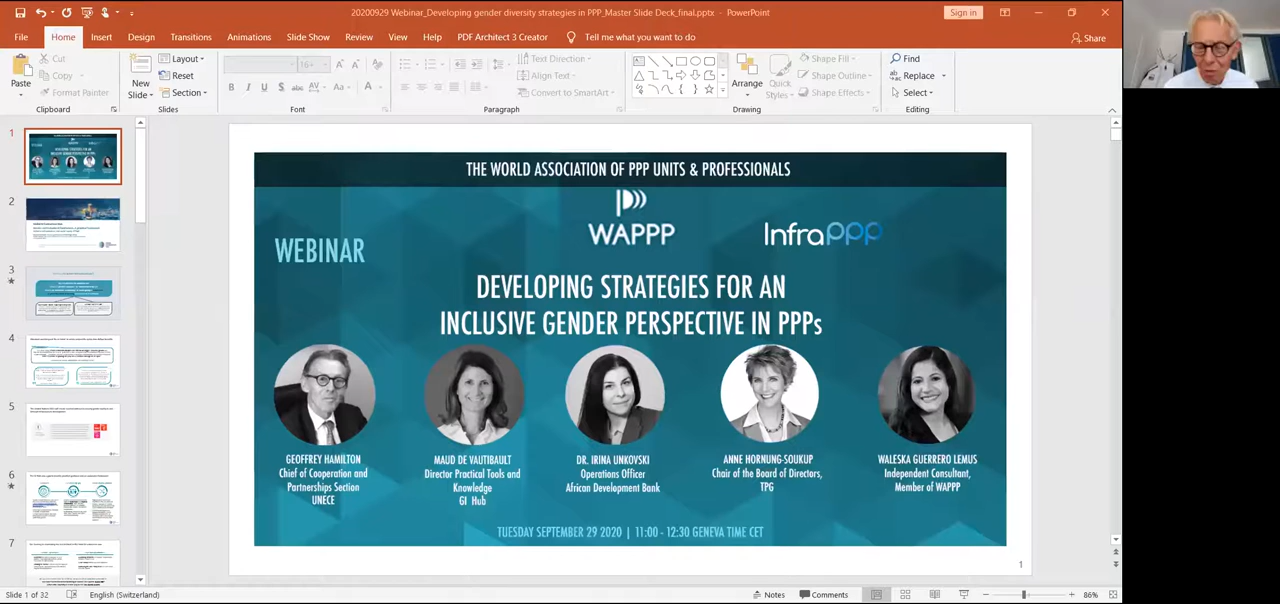 20200929 Webinar_Developing gender diversity strategies in PPP_Master Slide Deck_final.pptx - PowerPoint
Sign in
File Home Insert Design Transitions Animations Slide Show Review View Help PDF Architect 3 Creator Tell me what you want to do
Share
Paste
Cut
Copy
Format Painter
Clipboard
New Slide
Layout
Reset
Section
Slides
16+
Font
Text Direction
Align Text
Convert to SmartArt
Paragraph
Arrange
Quick Styles
Shape Fill
Shape Outline
Shape Effects
Drawing
Find
Replace
Select
Editing
1
2
3
4
5
6
7
THE WORLD ASSOCIATION OF PPP UNITS & PROFESSIONALS
WAPPP
InfraPPP
WEBINAR
DEVELOPING STRATEGIES FOR AN
INCLUSIVE GENDER PERSPECTIVE IN PPPs
GEOFFREY HAMILTON
Chief of Cooperation and
Partnerships Section
UNECE
MAUD DE VAUTIBAULT
Director Practical Tools and
Knowledge
GI Hub
DR. IRINA UNKOVSKI
Operations Officer
African Development Bank
ANNE HORNUNG-SOUKUP
Chair of the Board of Directors,
TPG
WALESKA GUERRERO LEMUS
Independent Consultant,
Member of WAPPP
TUESDAY SEPTEMBER 29 2020 | 11:00 - 12:30 GENEVA TIME CET
1
Slide 1 of 32 English (Switzerland) Notes Comments 86%